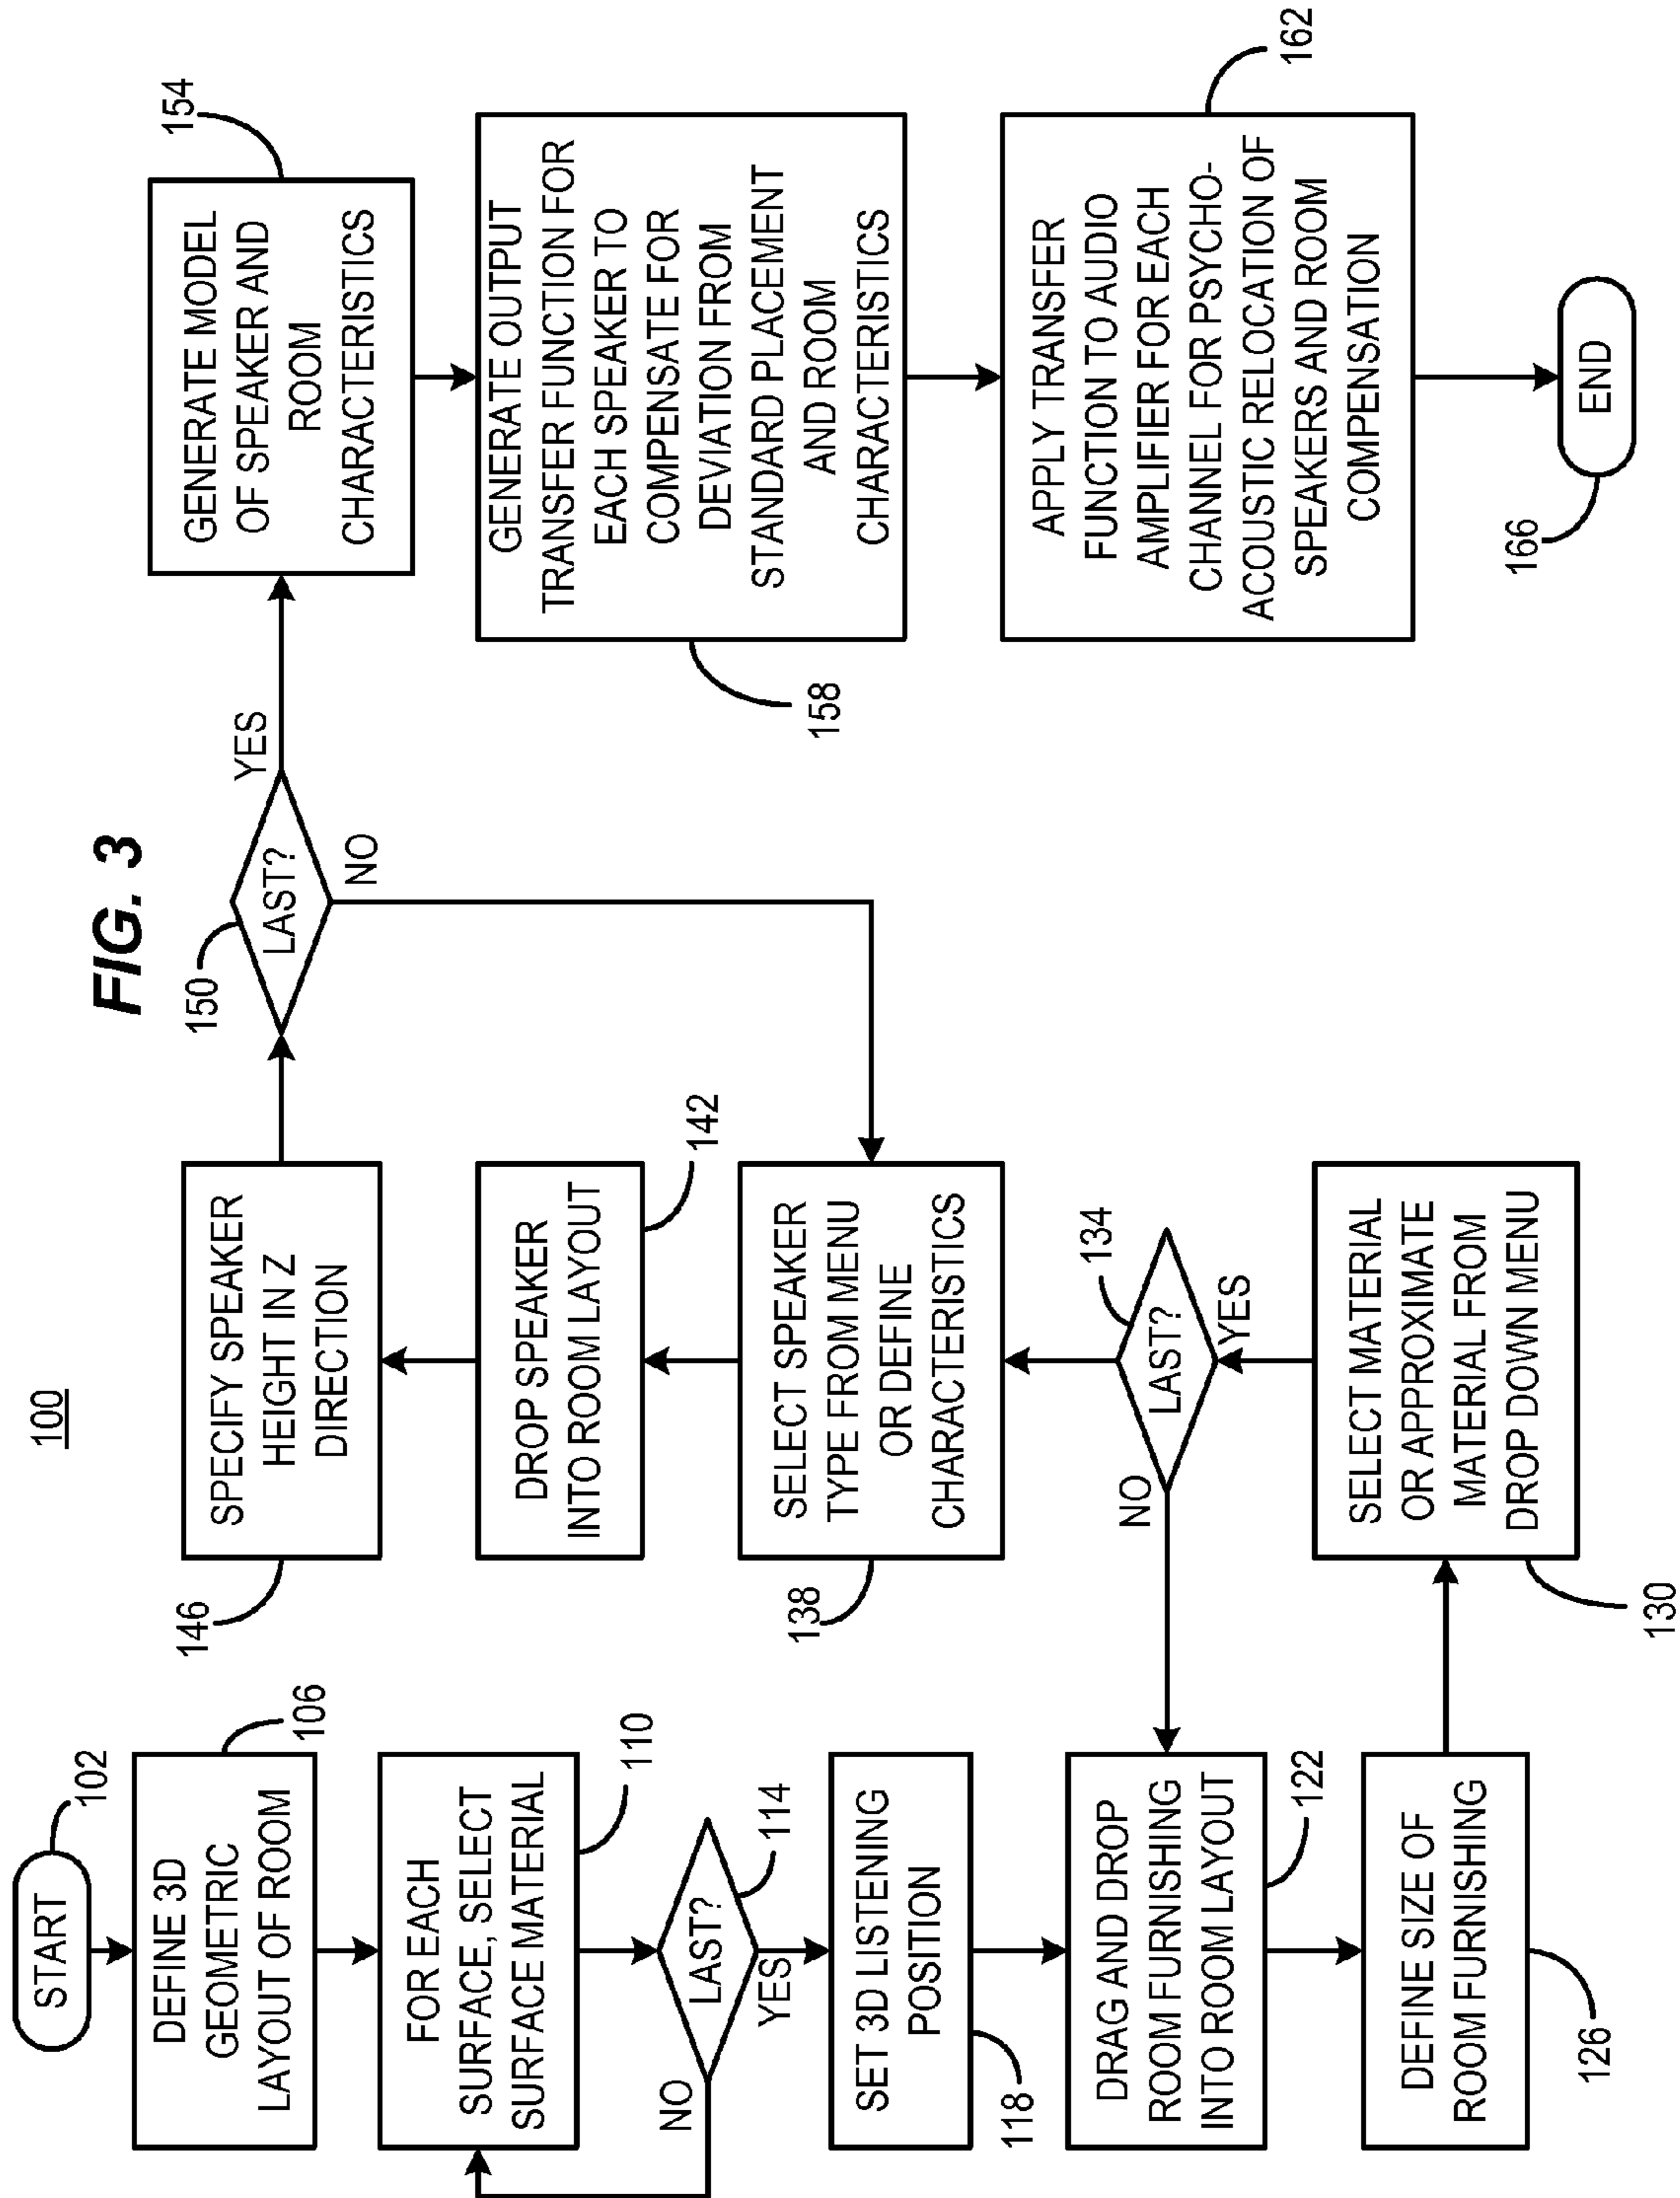 100
FIG. 3
START
102
DEFINE 3D
GEOMETRIC
LAYOUT OF ROOM
106
FOR EACH
SURFACE, SELECT
SURFACE MATERIAL
110
LAST?
114
NO
YES
SET 3D LISTENING
POSITION
118
DRAG AND DROP
ROOM FURNISHING
INTO ROOM LAYOUT
122
DEFINE SIZE OF
ROOM FURNISHING
126
SELECT MATERIAL
OR APPROXIMATE
MATERIAL FROM
DROP DOWN MENU
130
LAST?
134
NO
YES
SELECT SPEAKER
TYPE FROM MENU
OR DEFINE
CHARACTERISTICS
138
DROP SPEAKER
INTO ROOM LAYOUT
142
SPECIFY SPEAKER
HEIGHT IN Z
DIRECTION
146
LAST?
150
NO
YES
GENERATE MODEL
OF SPEAKER AND
ROOM
CHARACTERISTICS
154
GENERATE OUTPUT
TRANSFER FUNCTION FOR
EACH SPEAKER TO
COMPENSATE FOR
DEVIATION FROM
STANDARD PLACEMENT
AND ROOM
CHARACTERISTICS
158
APPLY TRANSFER
FUNCTION TO AUDIO
AMPLIFIER FOR EACH
CHANNEL FOR PSYCHO-
ACOUSTIC RELOCATION OF
SPEAKERS AND ROOM
COMPENSATION
162
END
166